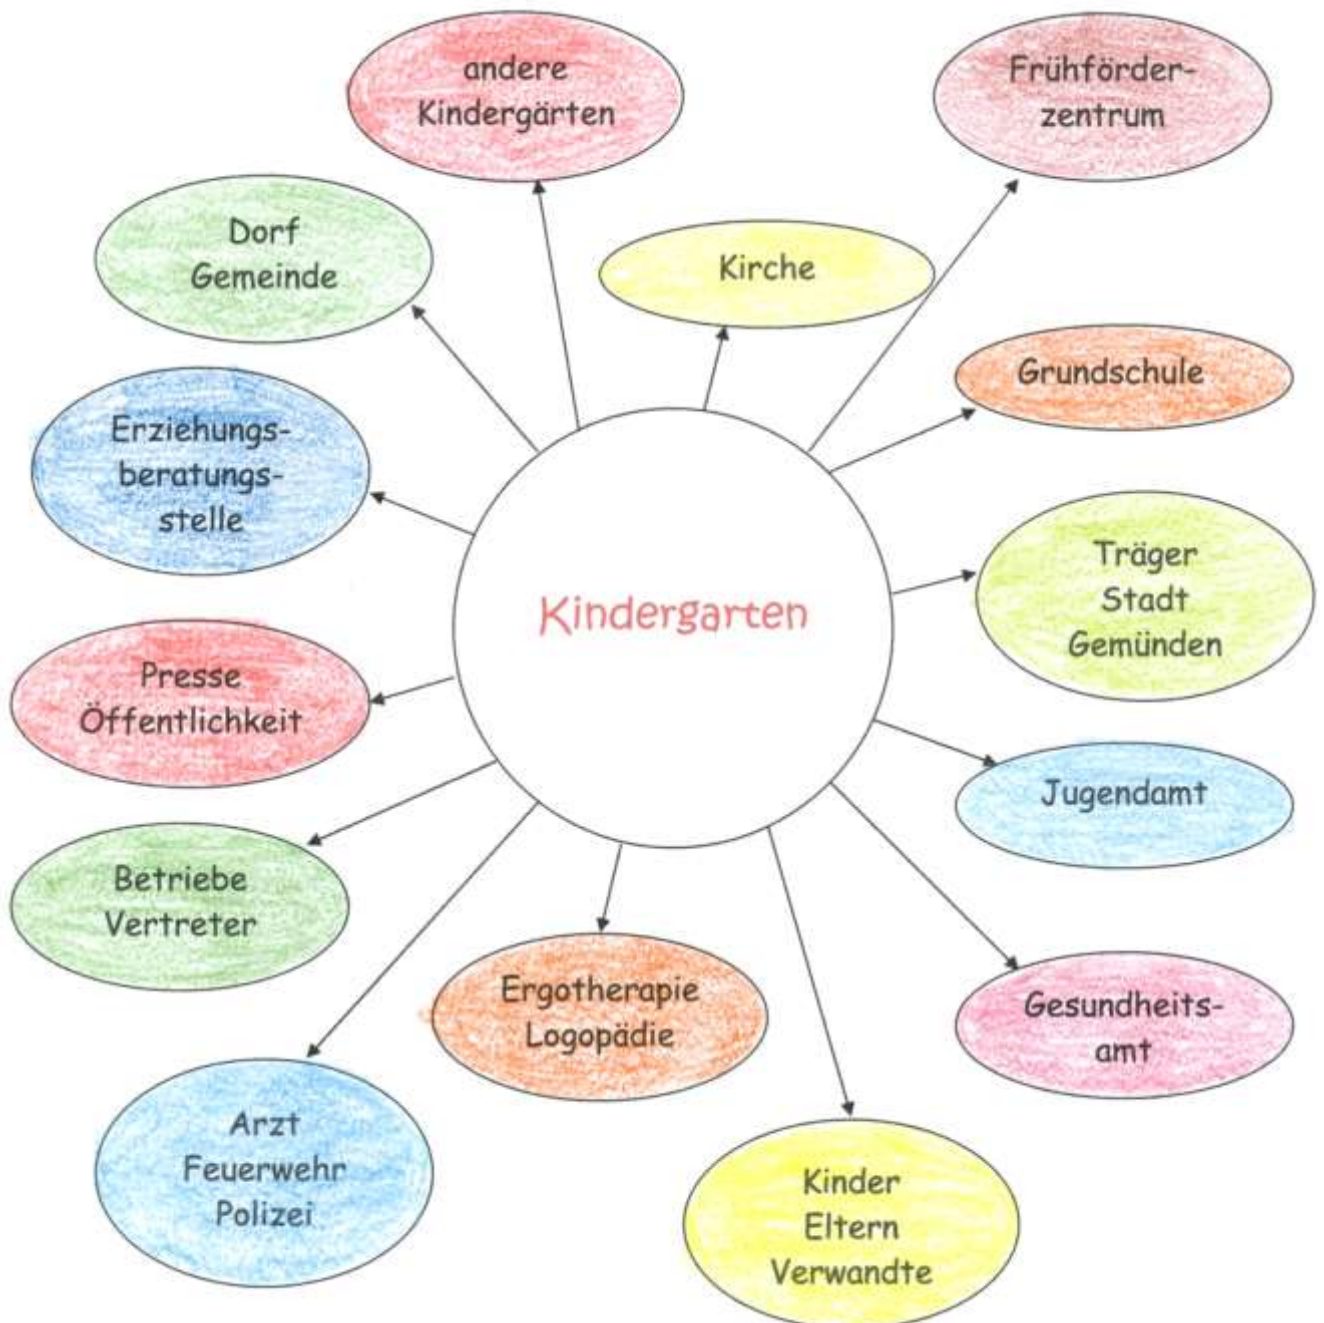 andere
Kindergärten
Frühförder-
zentrum
Dorf
Gemeinde
Kirche
Grundschule
Erziehungs-
beratungs-
stelle
Träger
Stadt
Gemünden
Kindergarten
Presse
Öffentlichkeit
Jugendamt
Betriebe
Vertreter
Ergotherapie
Logopädie
Gesundheits-
amt
Arzt
Feuerwehr
Polizei
Kinder
Eltern
Verwandte